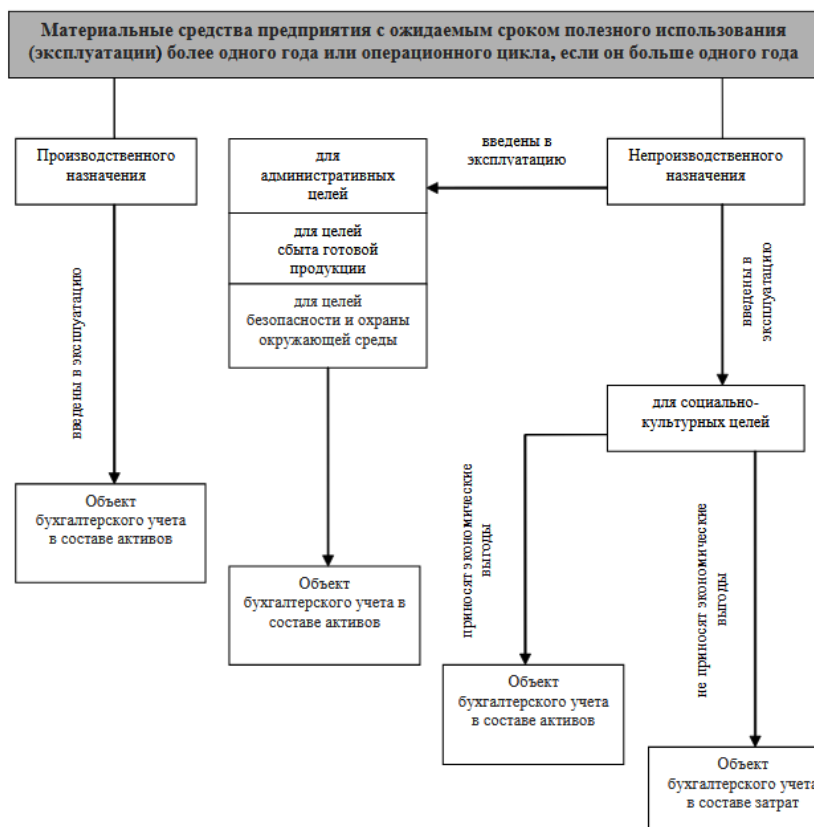 Материальные средства предприятия с ожидаемым сроком полезного использования
(эксплуатации) более одного года или операционного цикла, если он больше одного года
Производственного
назначения
для
административных
целей
для целей
сбыта готовой
продукции
для целей
безопасности и охраны
окружающей среды
введены в
эксплуатацию
Непроизводственного
назначения
введены в эксплуатацию
введены в
эксплуатацию
для социально-
культурных целей
Объект
бухгалтерского учета
в составе активов
Объект
бухгалтерского учета в
составе активов
приносят экономические
выгоды
не приносят экономические
выгоды
Объект
бухгалтерского учета
в составе активов
Объект
бухгалтерского учета
в составе затрат